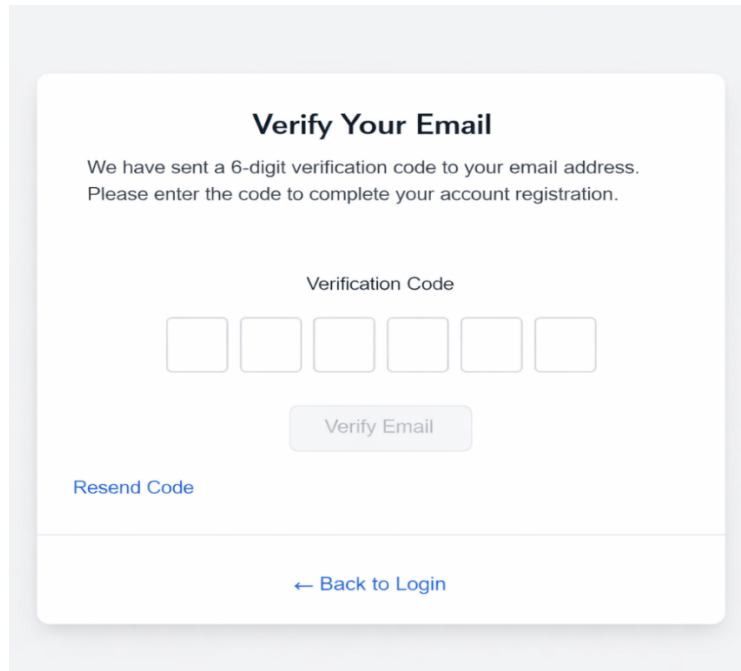 Verify Your Email
We have sent a 6-digit verification code to your email address.
Please enter the code to complete your account registration.
Verification Code
Verify Email
Resend Code
← Back to Login